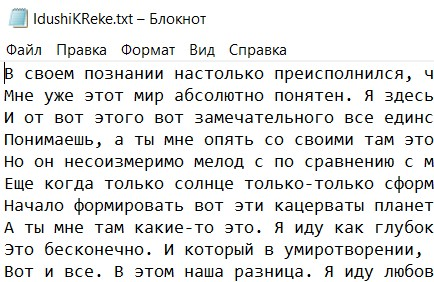 IdushiKReke.txt – Блокнот
Файл Правка Формат Вид Справка
В своем познании настолько преисполнился, ч
Мне уже этот мир абсолютно понятен. Я здесь
И от вот этого вот замечательного все единс
Понимаешь, а ты мне опять со своими там это
Но он несоизмеримо мелод с по сравнению с м
Еще когда только солнце только-только сформ
Начало формировать вот эти кацерваты планет
А ты мне там какие-то это. Я иду как глубок
Это бесконечно. И который в умиротворении,
Вот и все. В этом наша разница. Я иду любов